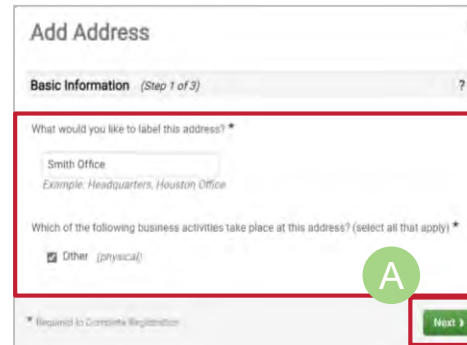 Add Address
Basic Information (Step 1 of 3) ?
What would you like to label this address? *
Smith Office
Example: Headquarters, Houston Office
Which of the following business activities take place at this address? (select all that apply) *
Other (physical)
A
* Required to Complete Registration
Next ❯